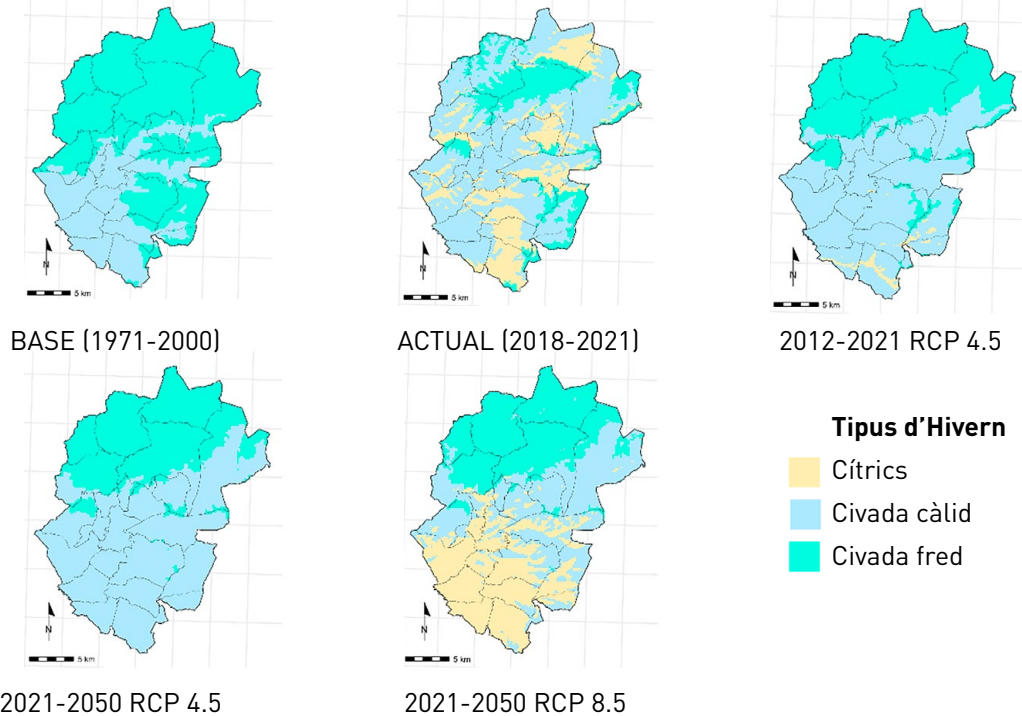 N
5 km
N
5 km
N
5 km
BASE (1971-2000)
ACTUAL (2018-2021)
2012-2021 RCP 4.5
N
5 km
N
5 km
Tipus d'Hivern
Cítrics
Civada càlid
Civada fred
2021-2050 RCP 4.5
2021-2050 RCP 8.5